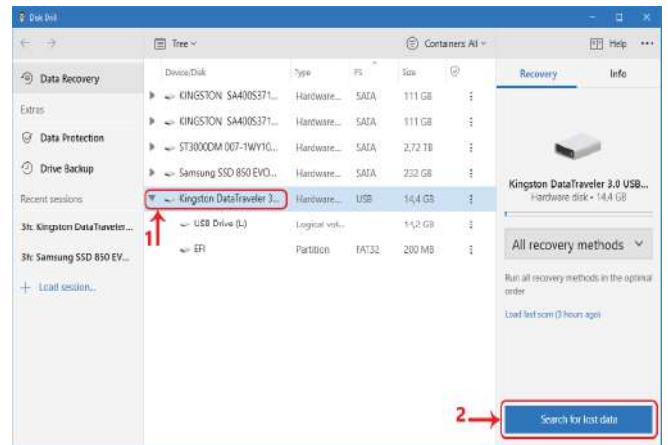 Disk Drill
Tree
Containers All
Help
Data Recovery
Extras
Data Protection
Drive Backup
Recent sessions
3h: Kingston DataTraveler...
3h: Samsung SSD 850 EV...
+ Load session...
Device/Disk Type FS Size
KINGSTON SA400S371... Hardware... SATA 111 GB
KINGSTON SA400S371... Hardware... SATA 111 GB
ST3000DM 007-1WY10... Hardware... SATA 2,72 TB
Samsung SSD 850 EVO... Hardware... SATA 232 GB
Kingston DataTraveler 3... Hardware... USB 14,4 GB
USB Drive (L) Logical vol... 14,2 GB
EFI Partition FAT32 200 MB
1
2
Recovery Info
Kingston DataTraveler 3.0 USB...
Hardware disk • 14,4 GB
All recovery methods
Run all recovery methods in the optimal
order
Load last scan (3 hours ago)
Search for lost data